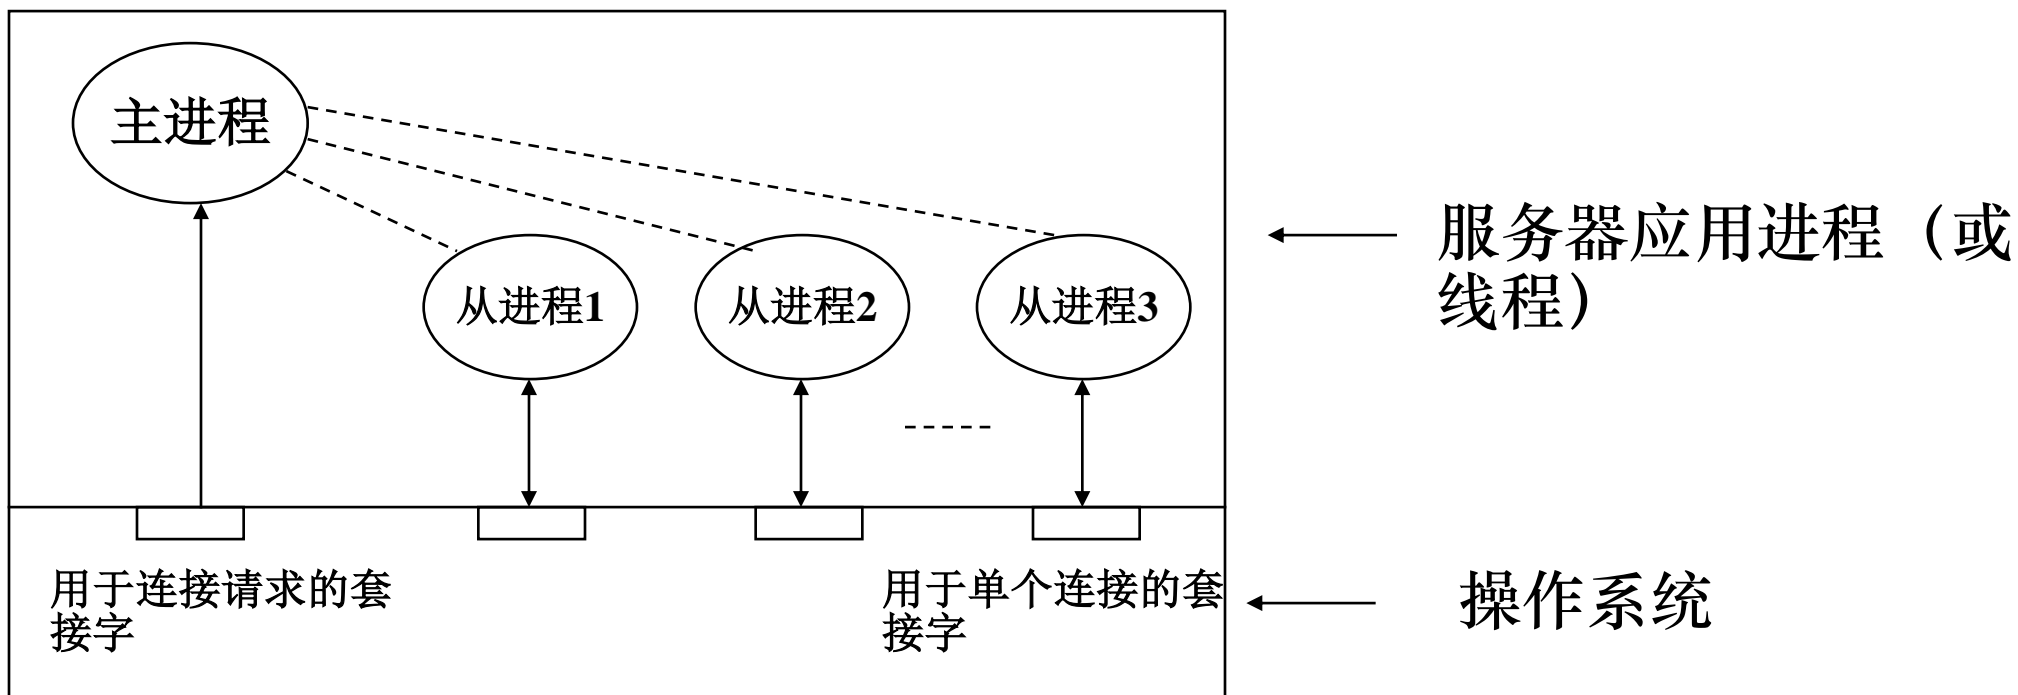 主进程
服务器应用进程（或
线程）
从进程1
从进程2
从进程3
用于连接请求的套
接字
用于单个连接的套
接字
操作系统